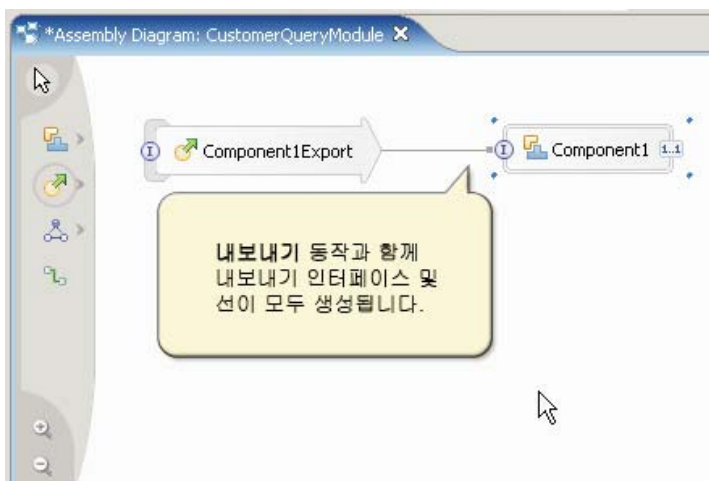 *Assembly Diagram: CustomerQueryModule
I Component1Export
I Component1 1..1
내보내기 동작과 함께
내보내기 인터페이스 및
선이 모두 생성됩니다.